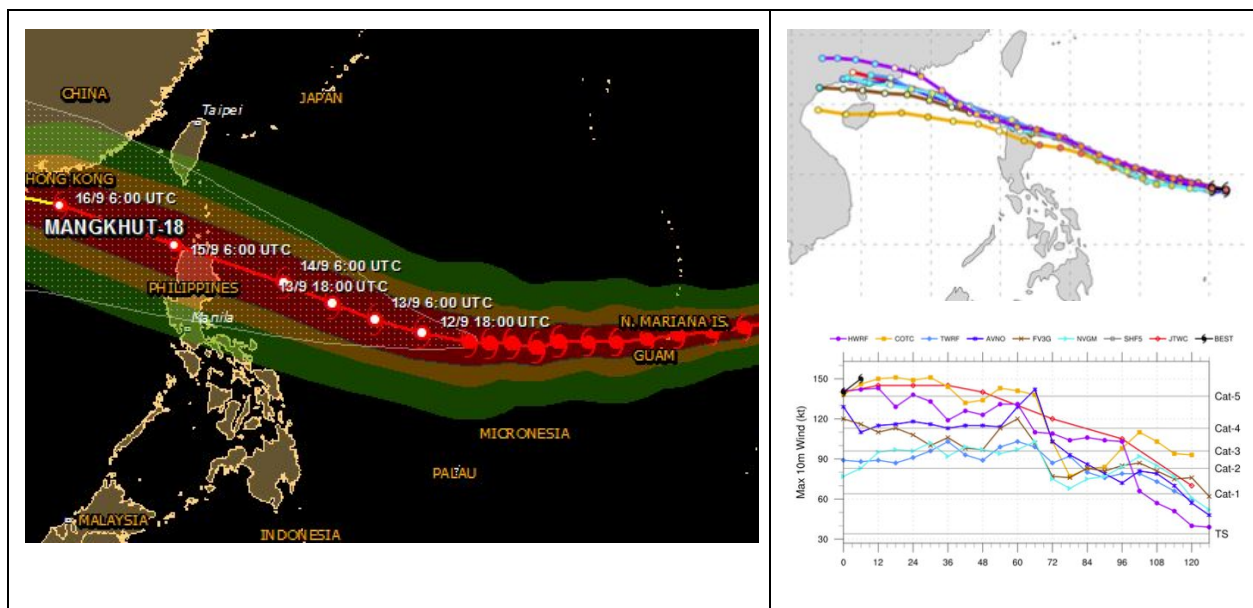 CHINA
Taipei
JAPAN
HONG KONG
16/9 6:00 UTC
MANGKHUT-18
15/9 6:00 UTC
14/9 6:00 UTC
PHILIPPINES
13/9 18:00 UTC
13/9 6:00 UTC
Manila
12/9 18:00 UTC
N. MARIANA IS.
GUAM
MICRONESIA
PALAU
MALAYSIA
INDONESIA
HWRF COTC TWRF AVNO FV3G NVGM SHF5 JTWC BEST
Max 10m Wind (kt)
150
120
90
60
30
Cat-5
Cat-4
Cat-3
Cat-2
Cat-1
TS
0 12 24 36 48 60 72 84 96 108 120